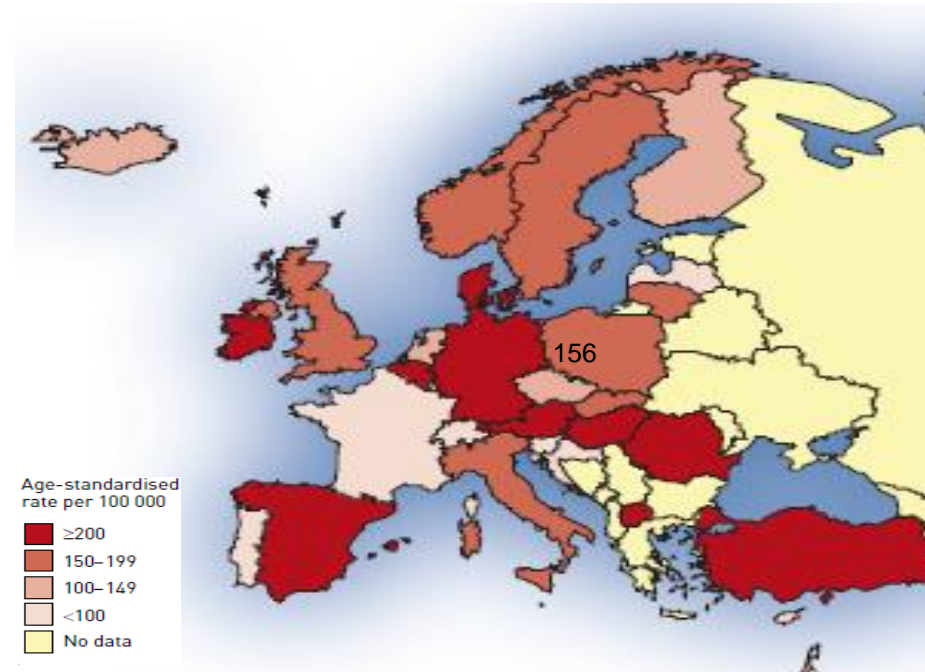 156
Age-standardised
rate per 100 000
≥200
150–199
100–149
<100
No data